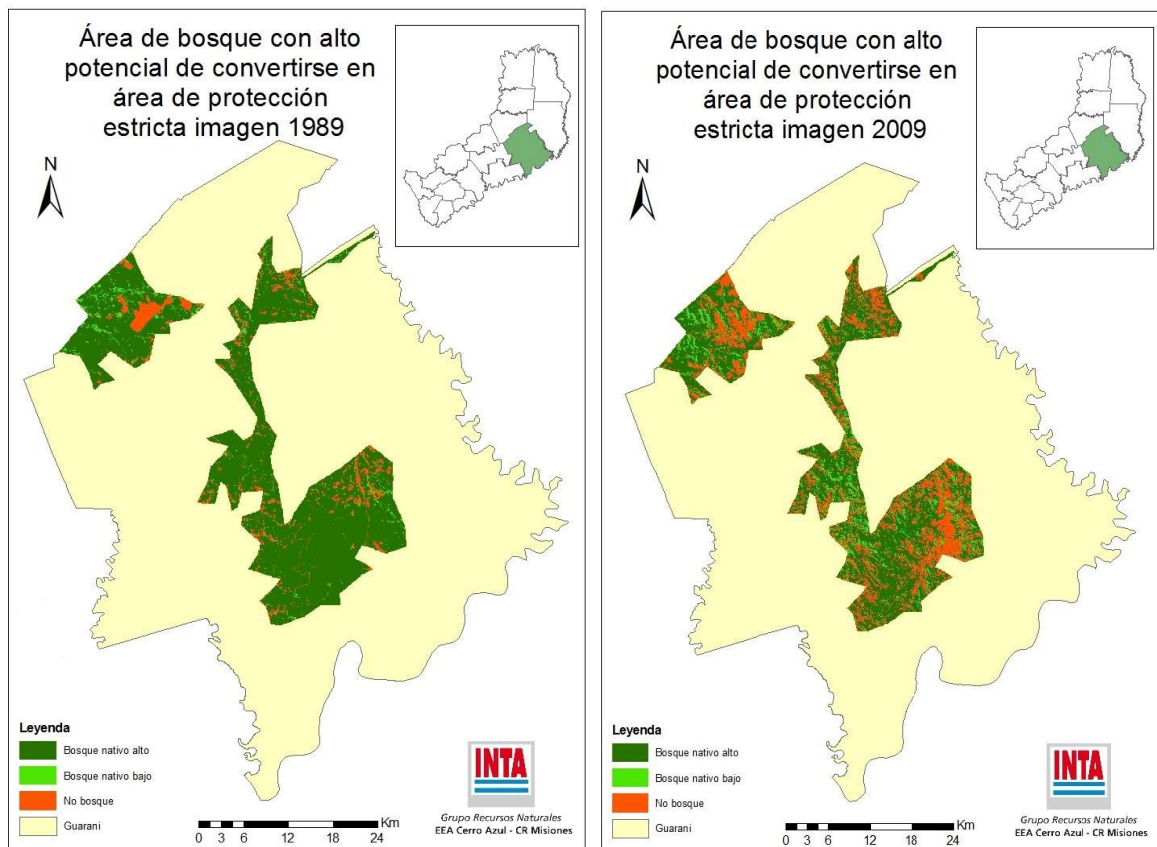 Área de bosque con alto
potencial de convertirse en
área de protección
estricta imagen 1989
N
Leyenda
Bosque nativo alto
Bosque nativo bajo
No bosque
Guarani
INTA
Grupo Recursos Naturales
EEA Cerro Azul - CR Misiones
Km
0 3 6 12 18 24
Área de bosque con alto
potencial de convertirse en
área de protección
estricta imagen 2009
N
Leyenda
Bosque nativo alto
Bosque nativo bajo
No bosque
Guarani
INTA
Grupo Recursos Naturales
EEA Cerro Azul - CR Misiones
Km
0 3 6 12 18 24